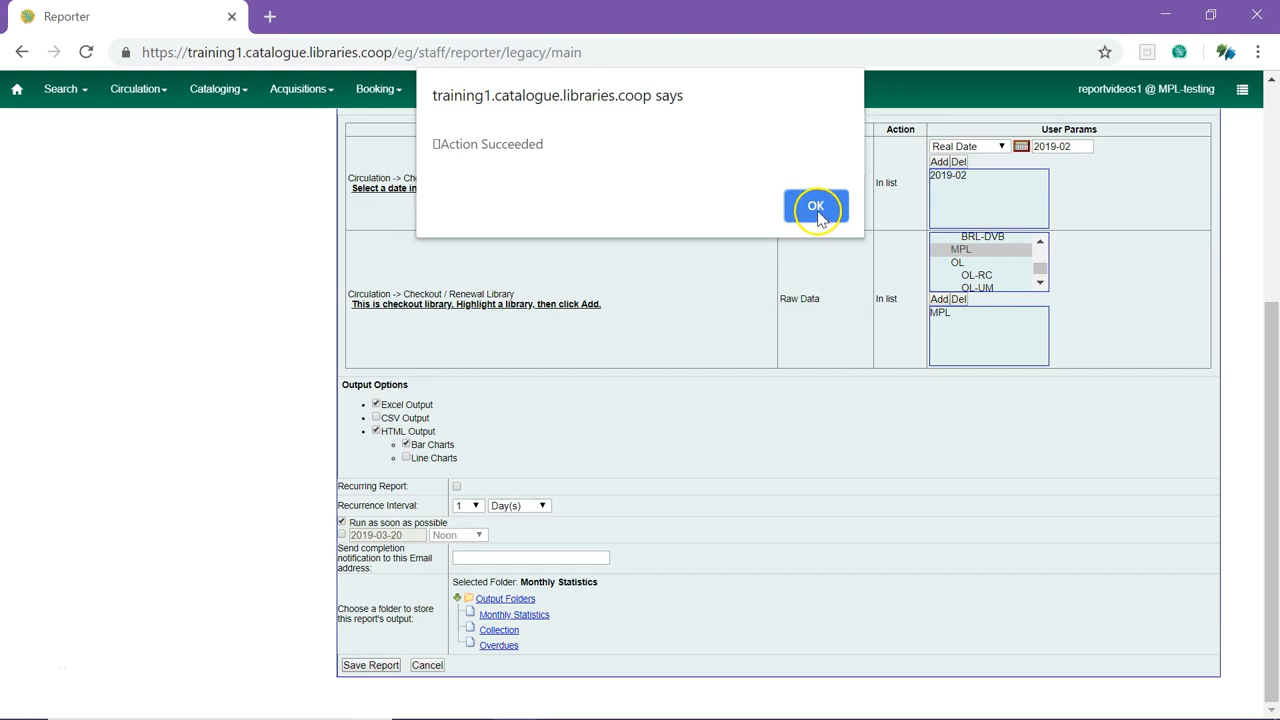 Reporter
https://training1.catalogue.libraries.coop/eg/staff/reporter/legacy/main
Search
Circulation
Cataloging
Acquisitions
Booking
reportvideos1 @ MPL-testing
training1.catalogue.libraries.coop says
Action Succeeded
OK
Action
User Params
Circulation -> Che
Select a date in
In list
Real Date
2019-02
Add Del
2019-02
Circulation -> Checkout / Renewal Library
This is checkout library. Highlight a library, then click Add.
Raw Data
In list
BRL-DVB
MPL
OL
OL-RC
OL-UM
Add Del
MPL
Output Options
Excel Output
CSV Output
HTML Output
Bar Charts
Line Charts
Recurring Report:
Recurrence Interval:
1
Day(s)
Run as soon as possible
2019-03-20
Noon
Send completion
notification to this Email
address:
Choose a folder to store
this report's output:
Selected Folder: Monthly Statistics
Output Folders
Monthly Statistics
Collection
Overdues
Save Report
Cancel